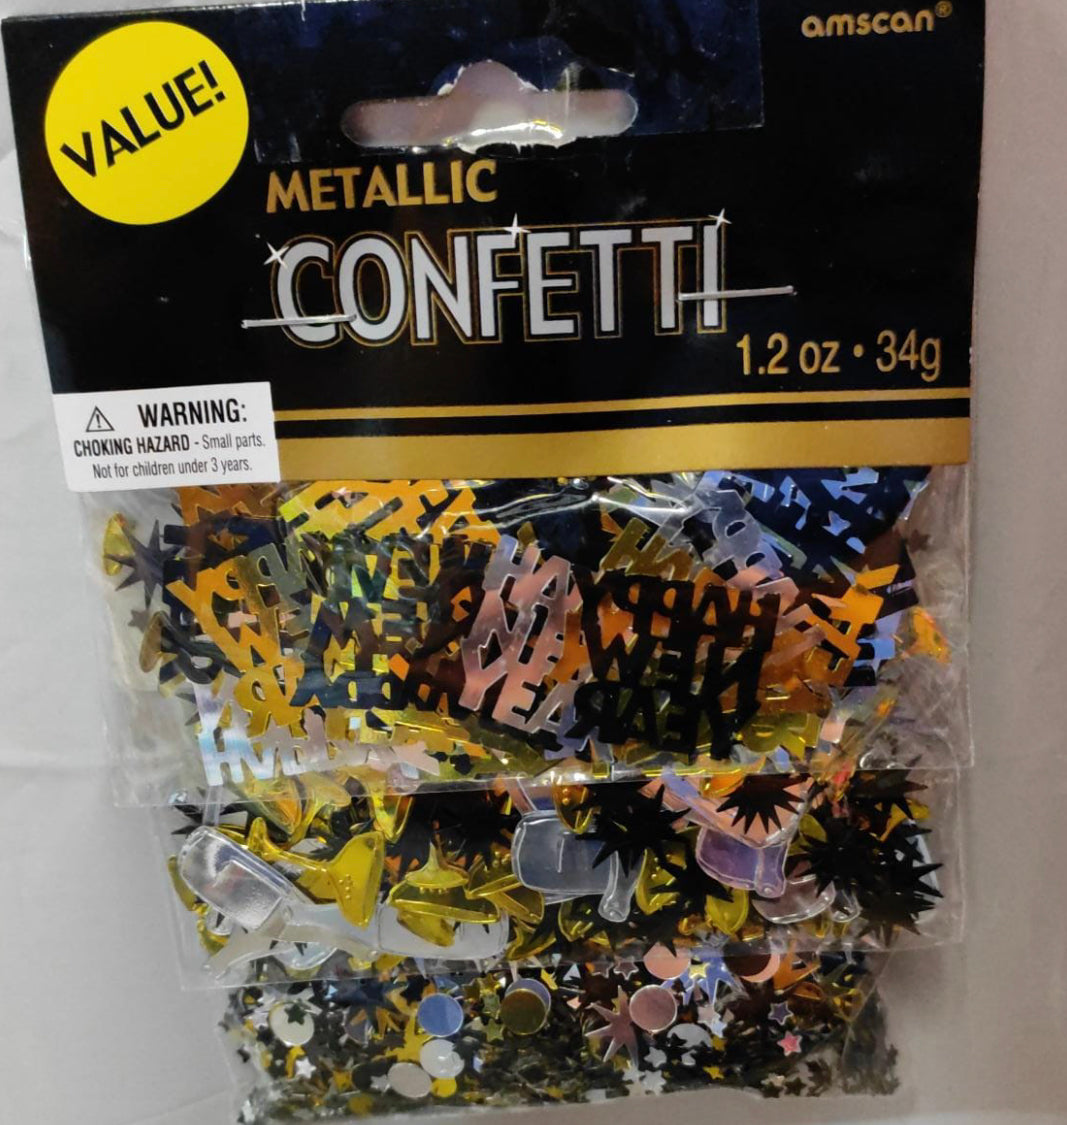 amscan®
VALUE!
METALLIC
CONFETTI
1.2 oz • 34g
⚠ WARNING:
CHOKING HAZARD - Small parts.
Not for children under 3 years.
HAPPY
NEW
YEAR